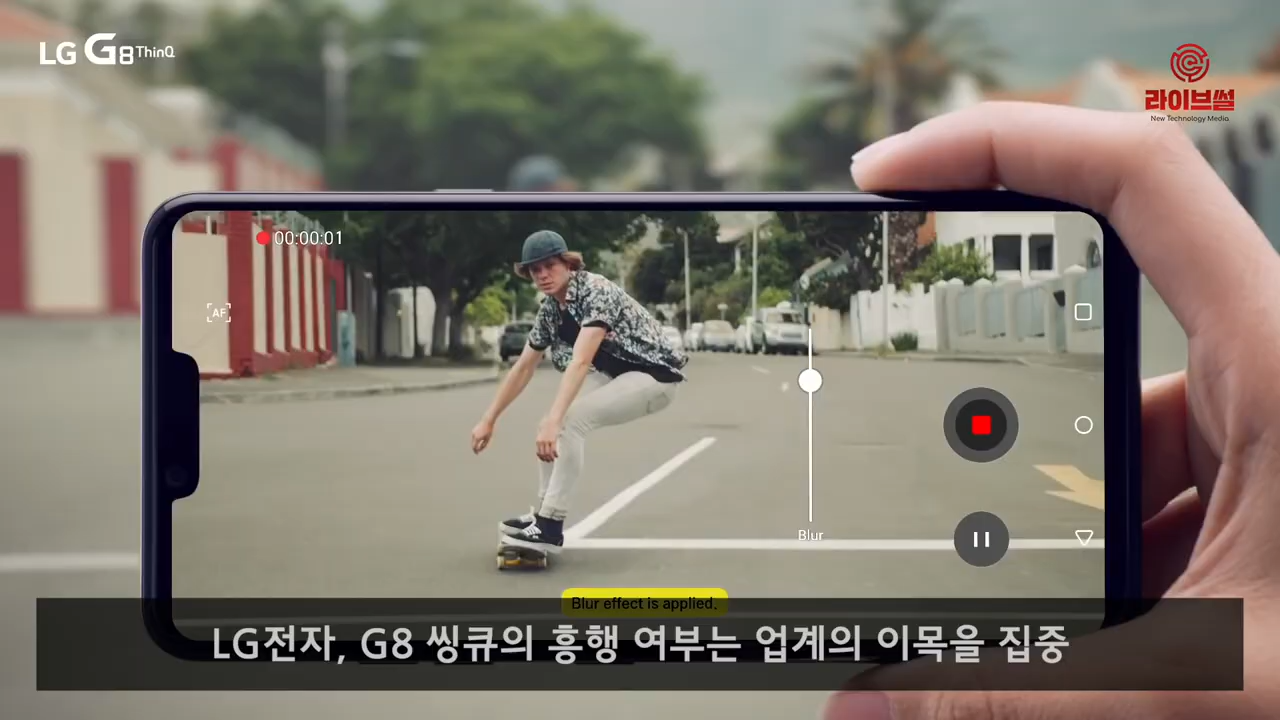 LG G8 ThinQ
라이브썰
New Technology Media
00:00:01
AF
Blur
Blur effect is applied.
LG전자, G8 씽큐의 흥행 여부는 업계의 이목을 집중